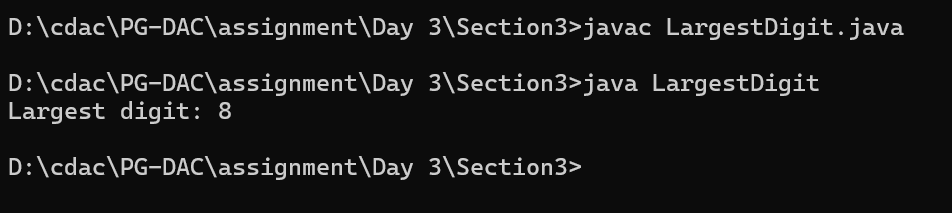 D:\cdac\PG-DAC\assignment\Day 3\Section3>javac LargestDigit.java
D:\cdac\PG-DAC\assignment\Day 3\Section3>java LargestDigit
Largest digit: 8
D:\cdac\PG-DAC\assignment\Day 3\Section3>